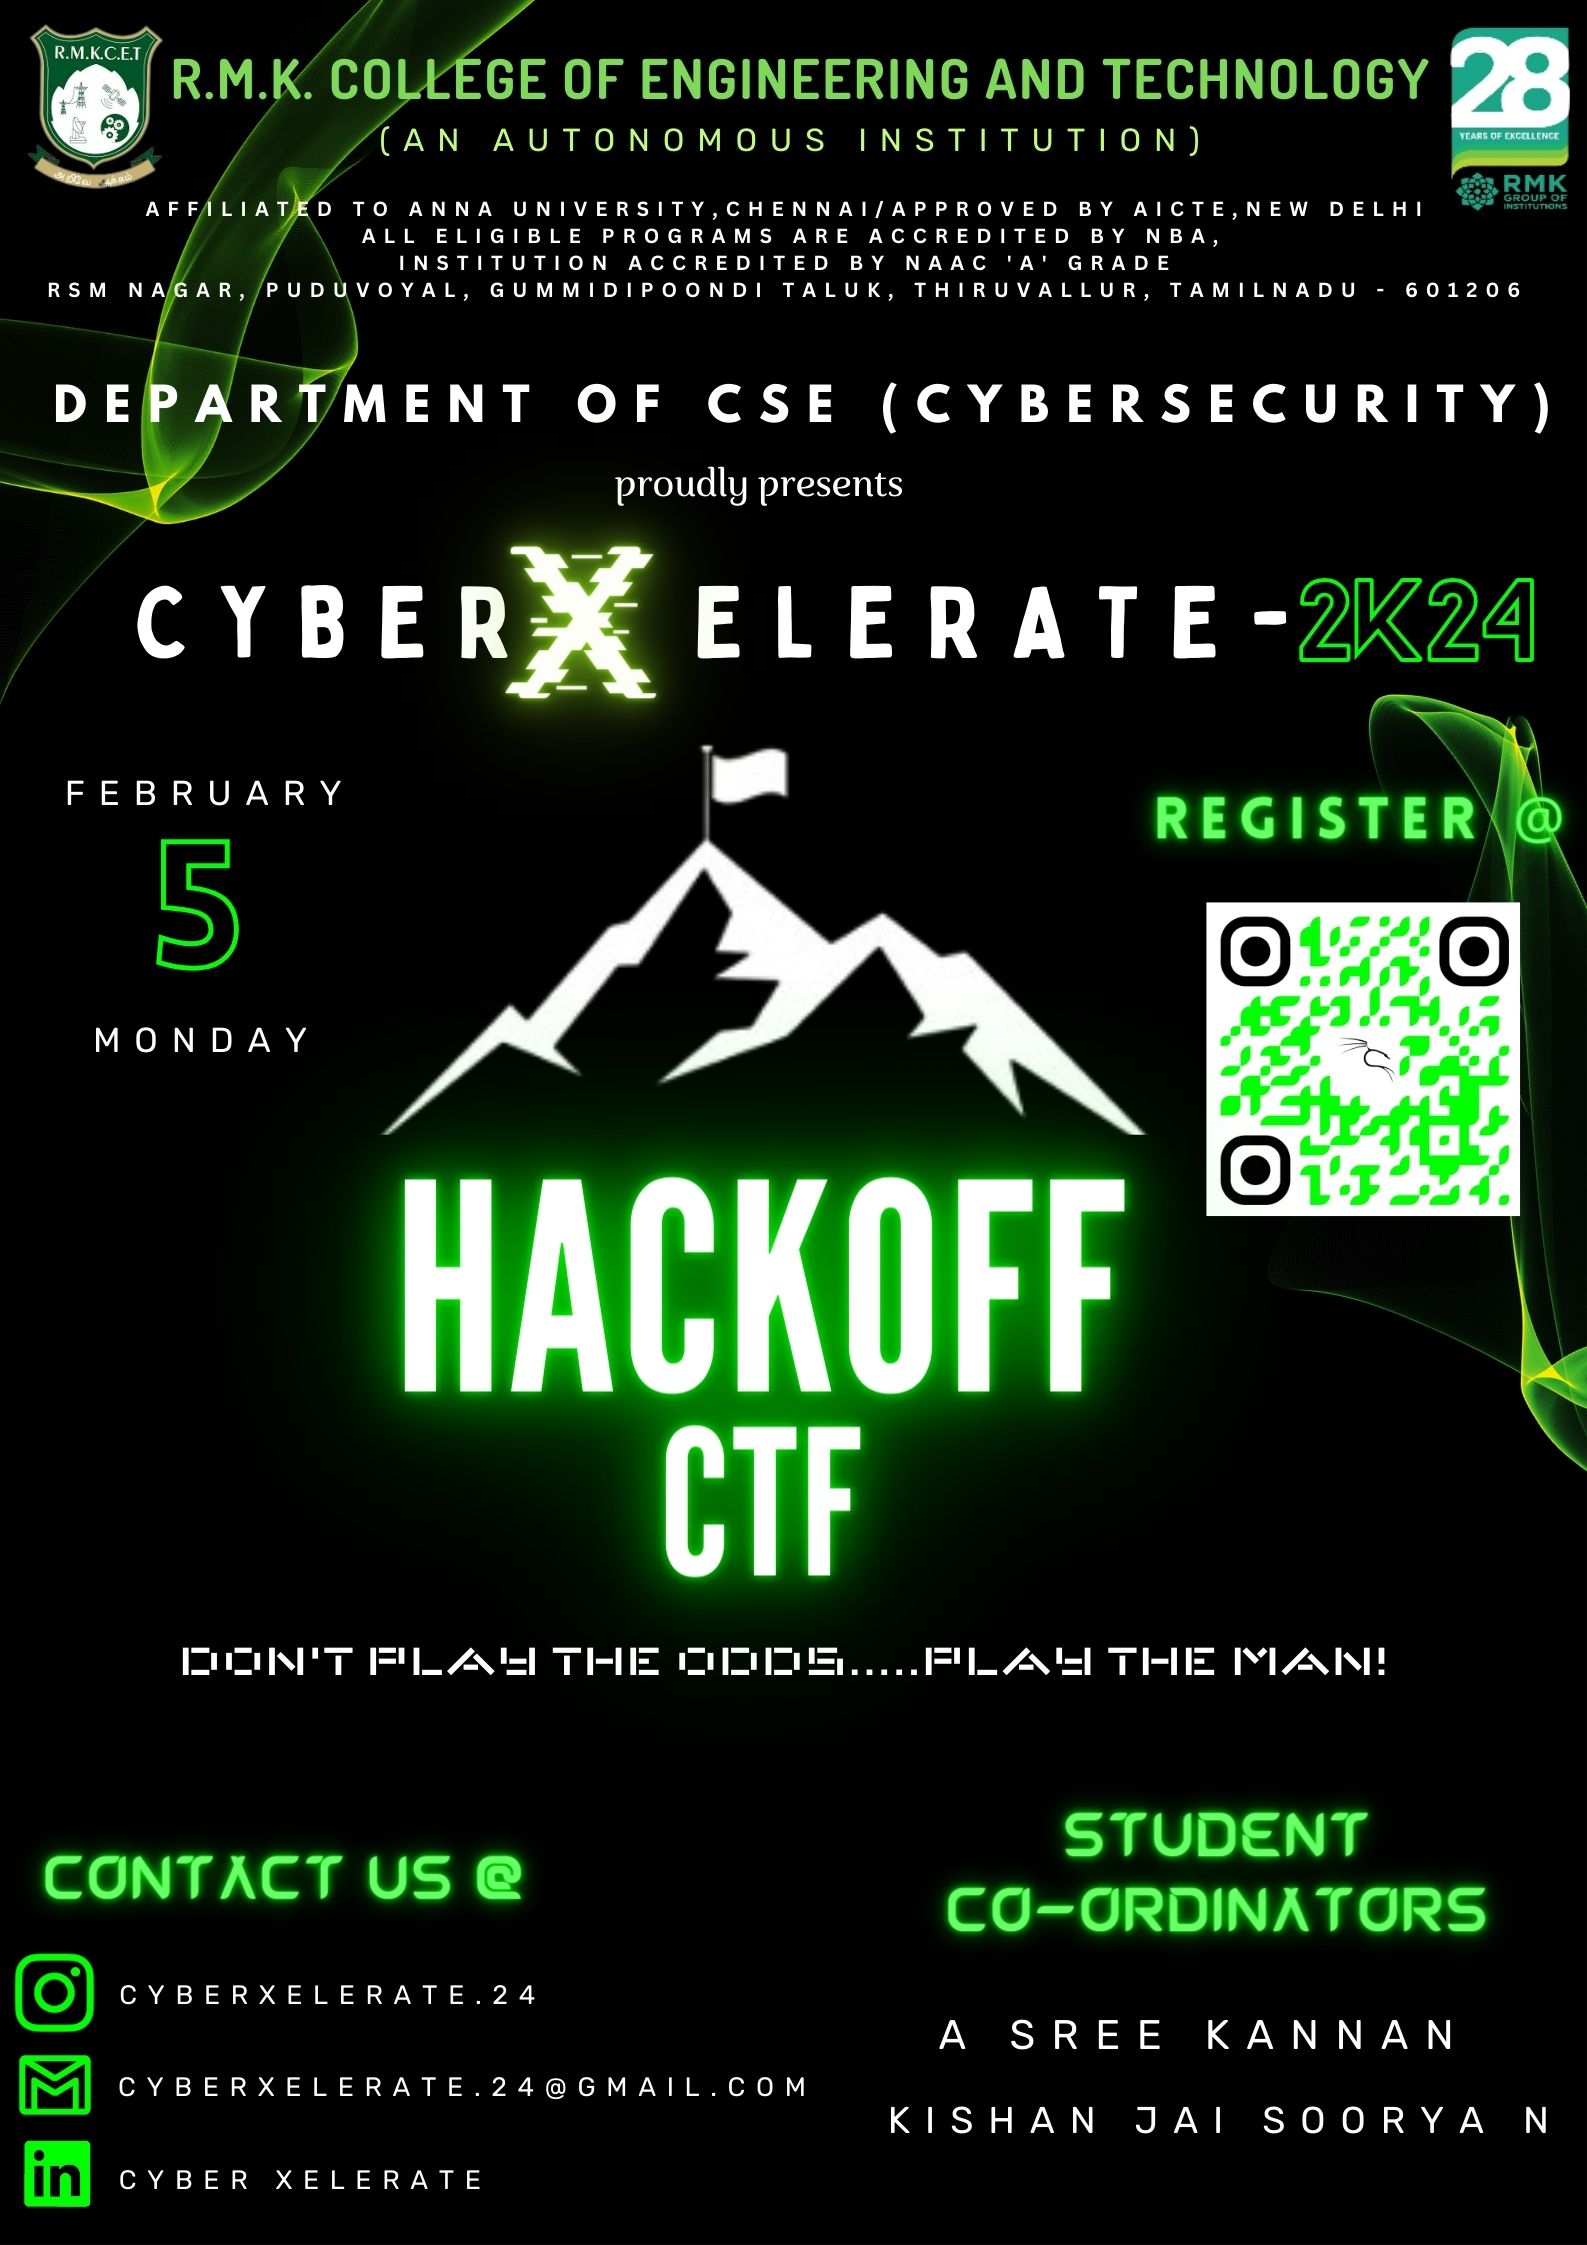 R.M.K.C.E.T
R.M.K. COLLEGE OF ENGINEERING AND TECHNOLOGY
(AN AUTONOMOUS INSTITUTION)
28
YEARS OF EXCELLENCE
RMK
GROUP OF
INSTITUTIONS
அறிவே ஆக்கம்
AFFILIATED TO ANNA UNIVERSITY,CHENNAI/APPROVED BY AICTE,NEW DELHI
ALL ELIGIBLE PROGRAMS ARE ACCREDITED BY NBA,
INSTITUTION ACCREDITED BY NAAC 'A' GRADE
RSM NAGAR, PUDUVOYAL, GUMMIDIPOONDI TALUK, THIRUVALLUR, TAMILNADU - 601206
DEPARTMENT OF CSE (CYBERSECURITY)
proudly presents
CYBERXELERATE-2K24
FEBRUARY
5
MONDAY
REGISTER @
HACKOFF
CTF
DON'T PLAY THE ODDS.....PLAY THE MAN!
CONTACT US @
CYBERXELERATE.24
CYBERXELERATE.24@GMAIL.COM
in
CYBER XELERATE
STUDENT
CO-ORDINATORS
A SREE KANNAN
KISHAN JAI SOORYA N